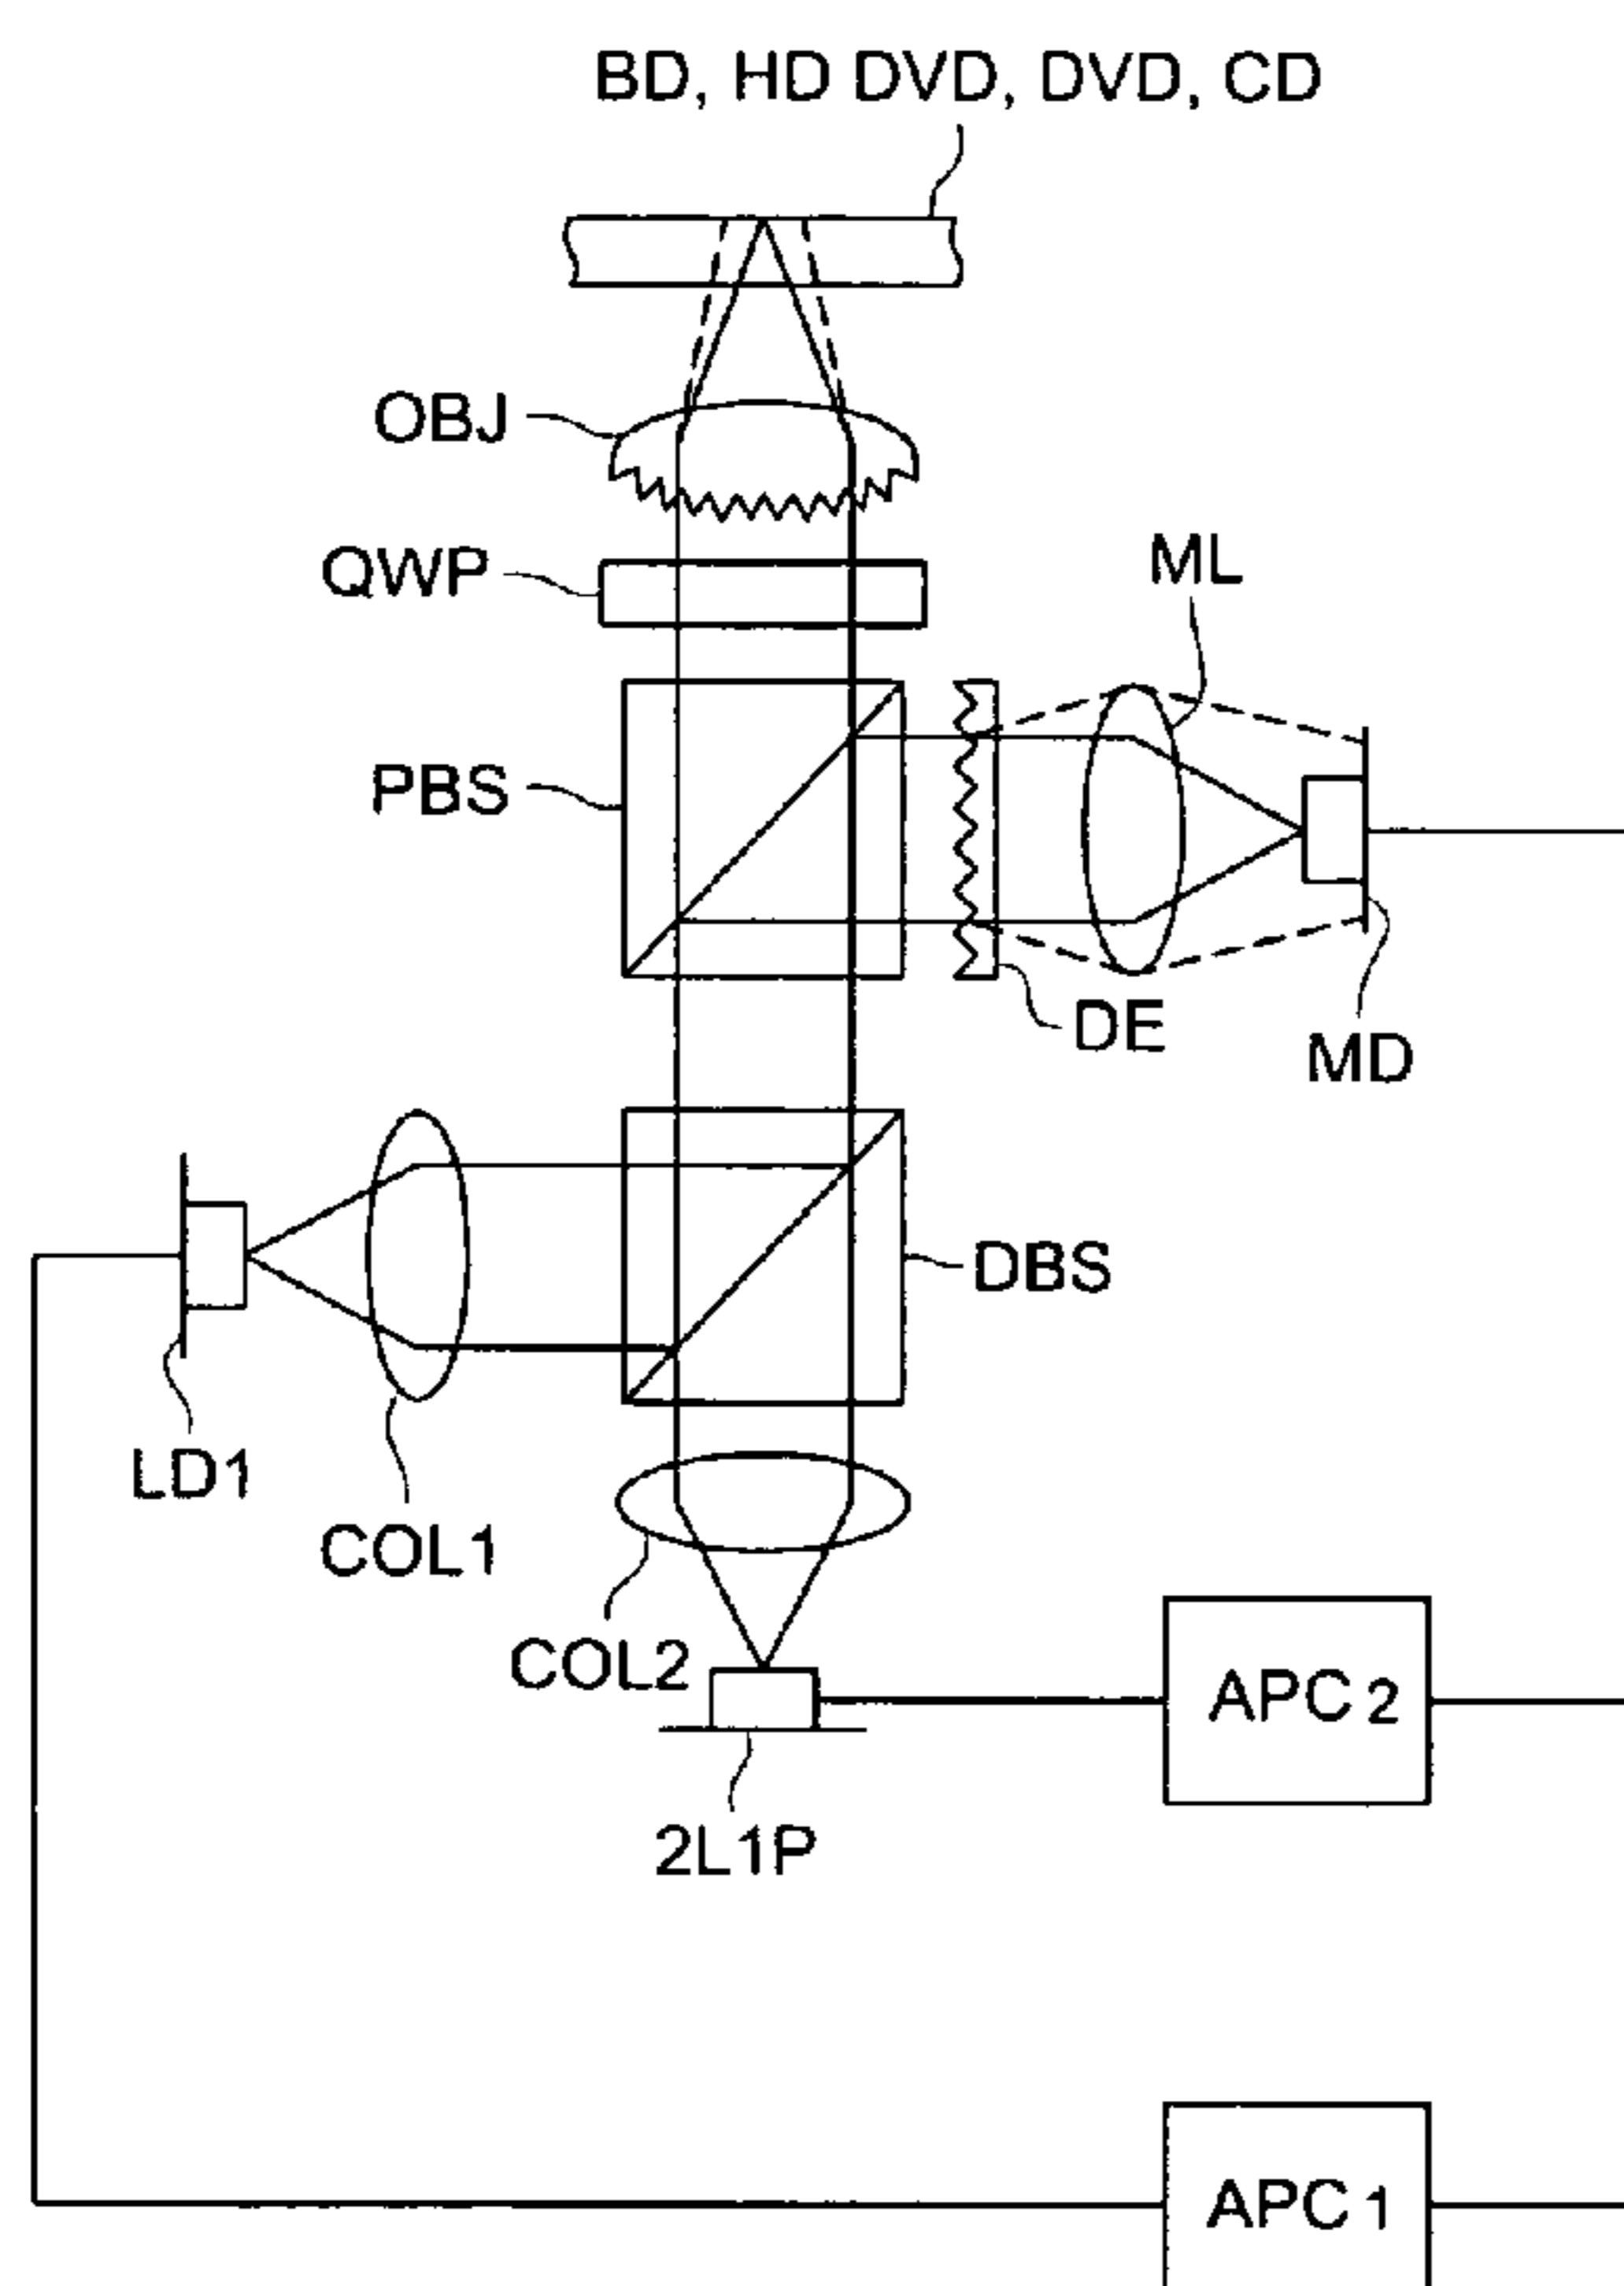 BD, HD DVD, DVD, CD
OBJ
QWP
ML
PBS
DE
MD
DBS
LD1
COL1
COL2
APC 2
2L1P
APC 1